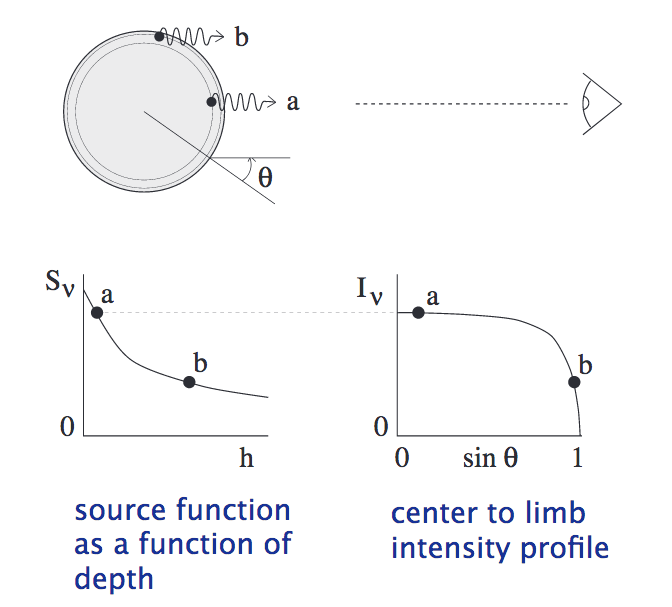 b
a
θ
Sν
a
b
0
h
Iν
a
b
0
0
sin θ
1
source function
as a function of
depth
center to limb
intensity profile